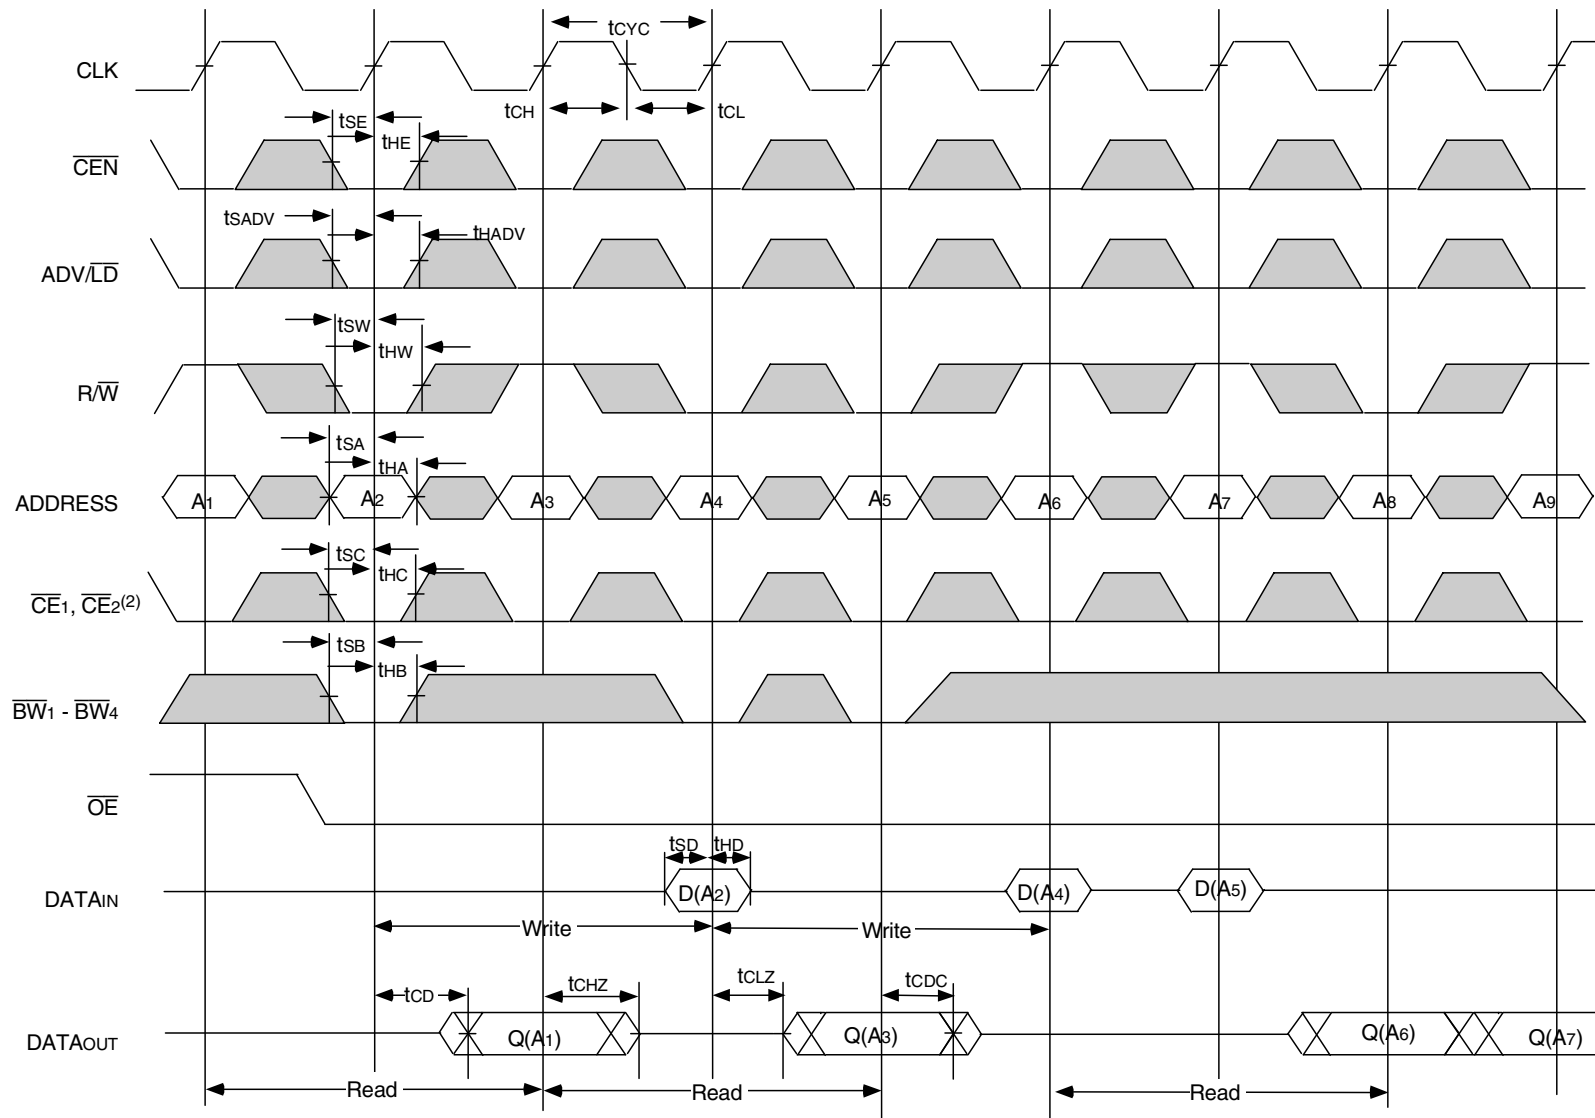 tCYC
CLK
tCH
tCL
tSE
tHE
CEN
tSADV
tHADV
ADV/LD
tSW
tHW
R/W
tSA
tHA
ADDRESS
A1
A2
A3
A4
A5
A6
A7
A8
A9
tSC
tHC
CE1, CE2(2)
tSB
tHB
BW1 - BW4
OE
tSD
tHD
DATAIN
D(A2)
D(A4)
D(A5)
Write
Write
tCD
tCHZ
tCLZ
tCDC
DATAOUT
Q(A1)
Q(A3)
Q(A6)
Q(A7)
Read
Read
Read